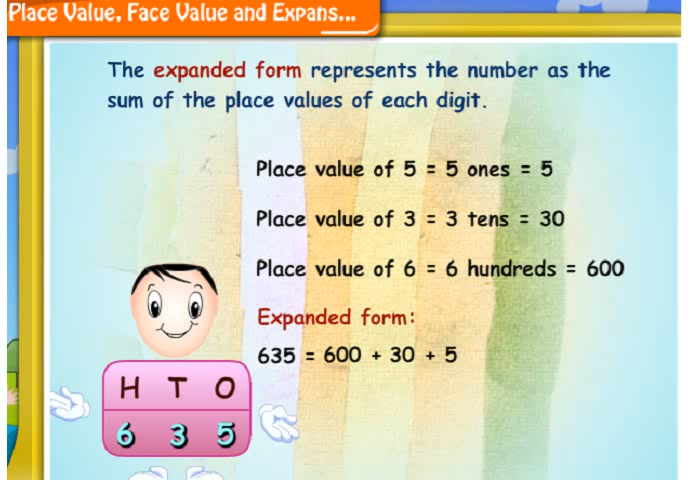 Place Value, Face Value and Expans...
The expanded form represents the number as the
sum of the place values of each digit.
Place value of 5 = 5 ones = 5
Place value of 3 = 3 tens = 30
Place value of 6 = 6 hundreds = 600
Expanded form:
635 = 600 + 30 + 5
H T O
6 3 5